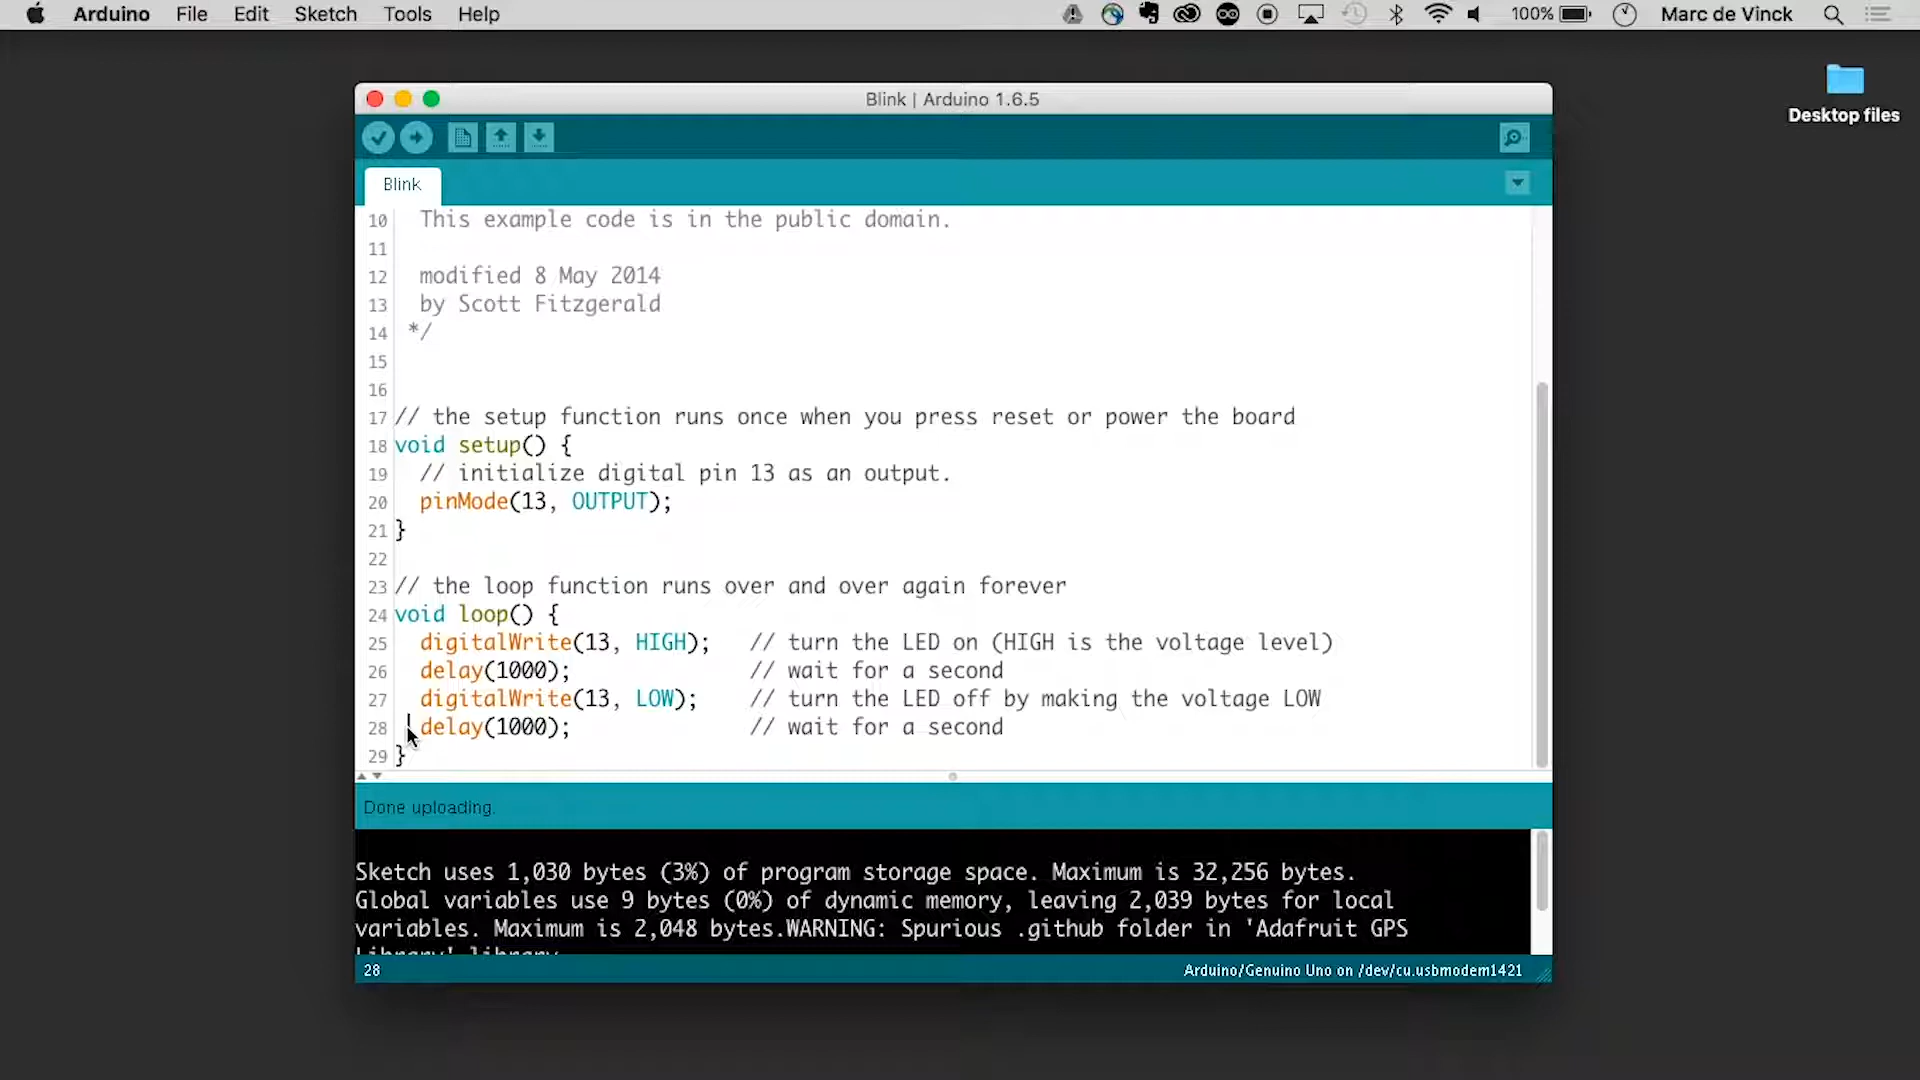 Arduino File Edit Sketch Tools Help 100% Marc de Vinck
Desktop files
Blink | Arduino 1.6.5
Blink
10 This example code is in the public domain.
11
12 modified 8 May 2014
13 by Scott Fitzgerald
14 */
15
16
17 // the setup function runs once when you press reset or power the board
18 void setup() {
19 // initialize digital pin 13 as an output.
20 pinMode(13, OUTPUT);
21 }
22
23 // the loop function runs over and over again forever
24 void loop() {
25 digitalWrite(13, HIGH); // turn the LED on (HIGH is the voltage level)
26 delay(1000); // wait for a second
27 digitalWrite(13, LOW); // turn the LED off by making the voltage LOW
28 delay(1000); // wait for a second
29 }
Done uploading.
Sketch uses 1,030 bytes (3%) of program storage space. Maximum is 32,256 bytes.
Global variables use 9 bytes (0%) of dynamic memory, leaving 2,039 bytes for local
variables. Maximum is 2,048 bytes.WARNING: Spurious .github folder in 'Adafruit GPS
Library' library
28 Arduino/Genuino Uno on /dev/cu.usbmodem1421